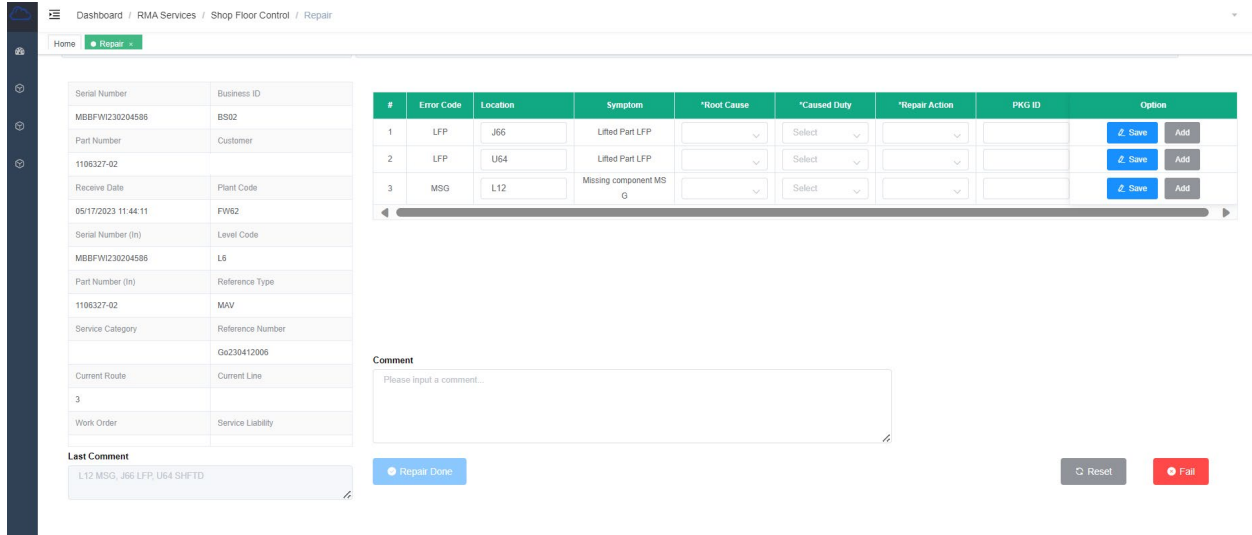 Dashboard / RMA Services / Shop Floor Control / Repair
Home Repair ×
Serial Number Business ID
MBBFWI230204586 BS02
Part Number Customer
1106327-02
Receive Date Plant Code
05/17/2023 11:44:11 FW62
Serial Number (In) Level Code
MBBFWI230204586 L6
Part Number (In) Reference Type
1106327-02 MAV
Service Category Reference Number
Go230412006
Current Route Current Line
3
Work Order Service Liability
Last Comment
L12 MSG, J66 LFP, U64 SHFTD
# Error Code Location Symptom *Root Cause *Caused Duty *Repair Action PKG ID Option
1 LFP J66 Lifted Part LFP Select Save Add
2 LFP U64 Lifted Part LFP Select Save Add
3 MSG L12 Missing component MS
G Select Save Add
Comment
Please input a comment...
Repair Done Reset Fail